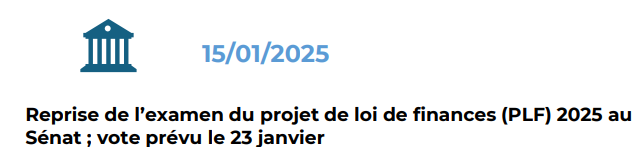 15/01/2025
Reprise de l’examen du projet de loi de finances (PLF) 2025 au
Sénat ; vote prévu le 23 janvier